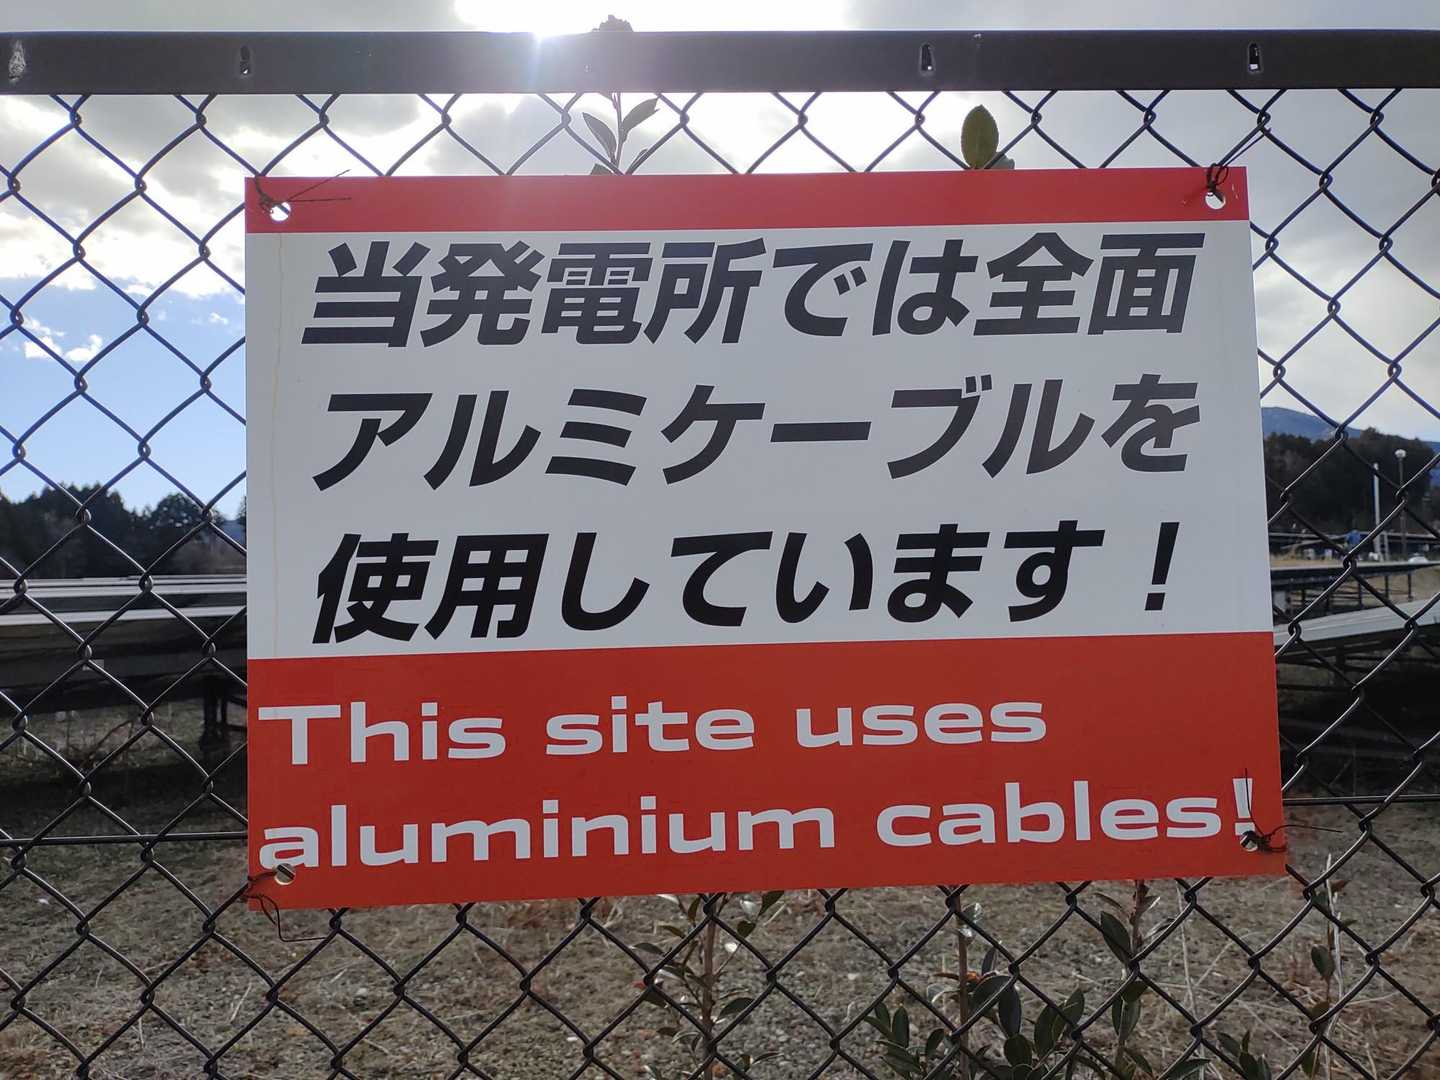 当発電所では全面
アルミケーブルを
使用しています！
This site uses
aluminium cables!